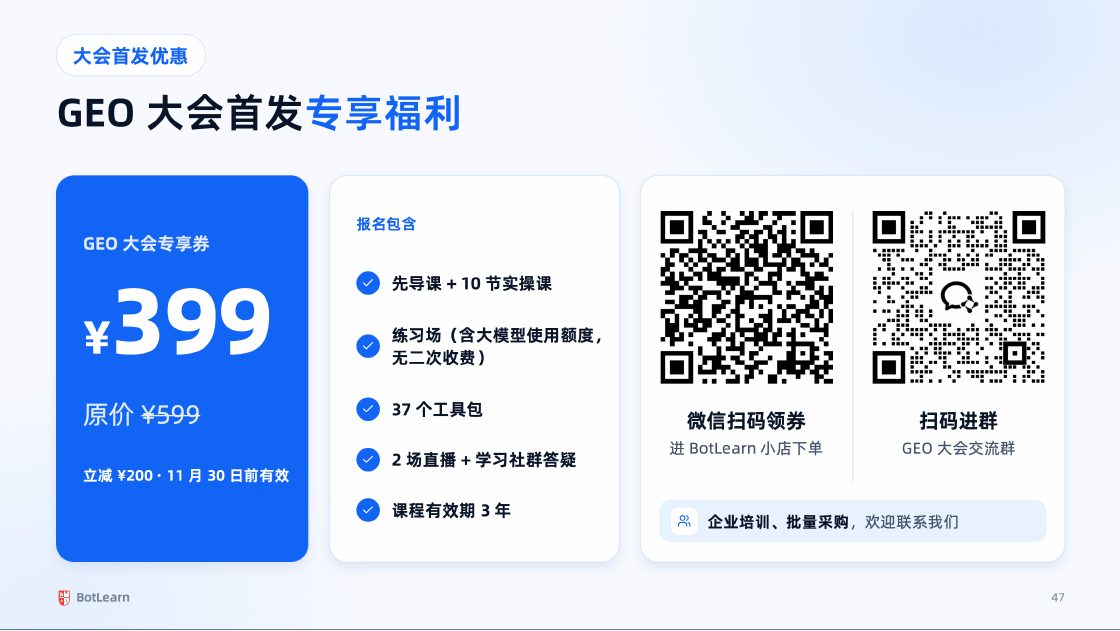 大会首发优惠
GEO 大会首发专享福利
GEO 大会专享券
¥399
原价 ¥599
立减 ¥200 · 11 月 30 日前有效
报名包含
先导课 + 10 节实操课
练习场（含大模型使用额度，
无二次收费）
37 个工具包
2 场直播 + 学习社群答疑
课程有效期 3 年
微信扫码领券
进 BotLearn 小店下单
扫码进群
GEO 大会交流群
企业培训、批量采购，欢迎联系我们
BotLearn
47